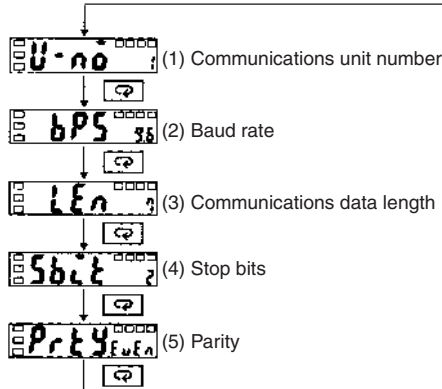 U-no 1 (1) Communications unit number
bPS 9.6 (2) Baud rate
LEn 7 (3) Communications data length
Sbit 2 (4) Stop bits
PrtY EvEn (5) Parity